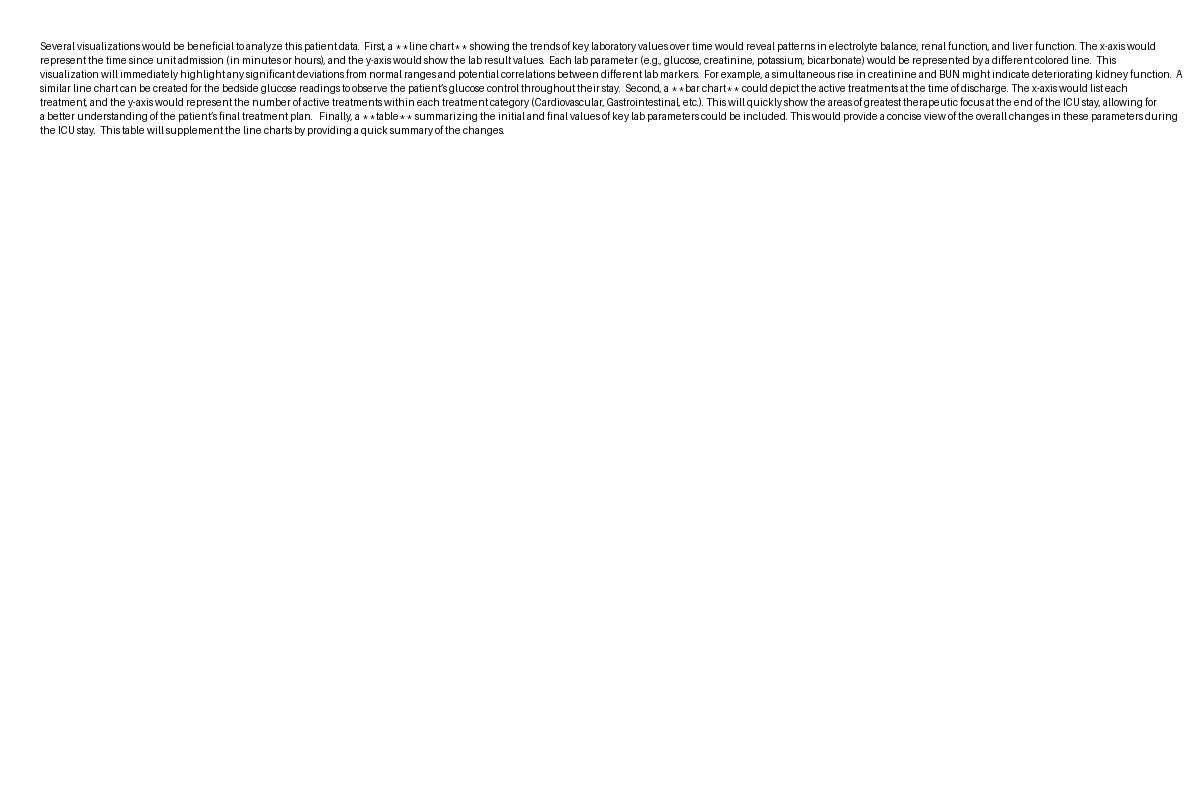 Several visualizations would be beneficial to analyze this patient data.  First, a **line chart** showing the trends of key laboratory values over time would reveal patterns in electrolyte balance, renal function, and liver function. The x-axis would
represent the time since unit admission (in minutes or hours), and the y-axis would show the lab result values.  Each lab parameter (e.g., glucose, creatinine, potassium, bicarbonate) would be represented by a different colored line.  This
visualization will immediately highlight any significant deviations from normal ranges and potential correlations between different lab markers.  For example, a simultaneous rise in creatinine and BUN might indicate deteriorating kidney function.  A
similar line chart can be created for the bedside glucose readings to observe the patient's glucose control throughout their stay.  Second, a **bar chart** could depict the active treatments at the time of discharge. The x-axis would list each
treatment, and the y-axis would represent the number of active treatments within each treatment category (Cardiovascular, Gastrointestinal, etc.). This will quickly show the areas of greatest therapeutic focus at the end of the ICU stay, allowing for
a better understanding of the patient's final treatment plan.   Finally, a **table** summarizing the initial and final values of key lab parameters could be included. This would provide a concise view of the overall changes in these parameters during
the ICU stay.  This table will supplement the line charts by providing a quick summary of the changes.